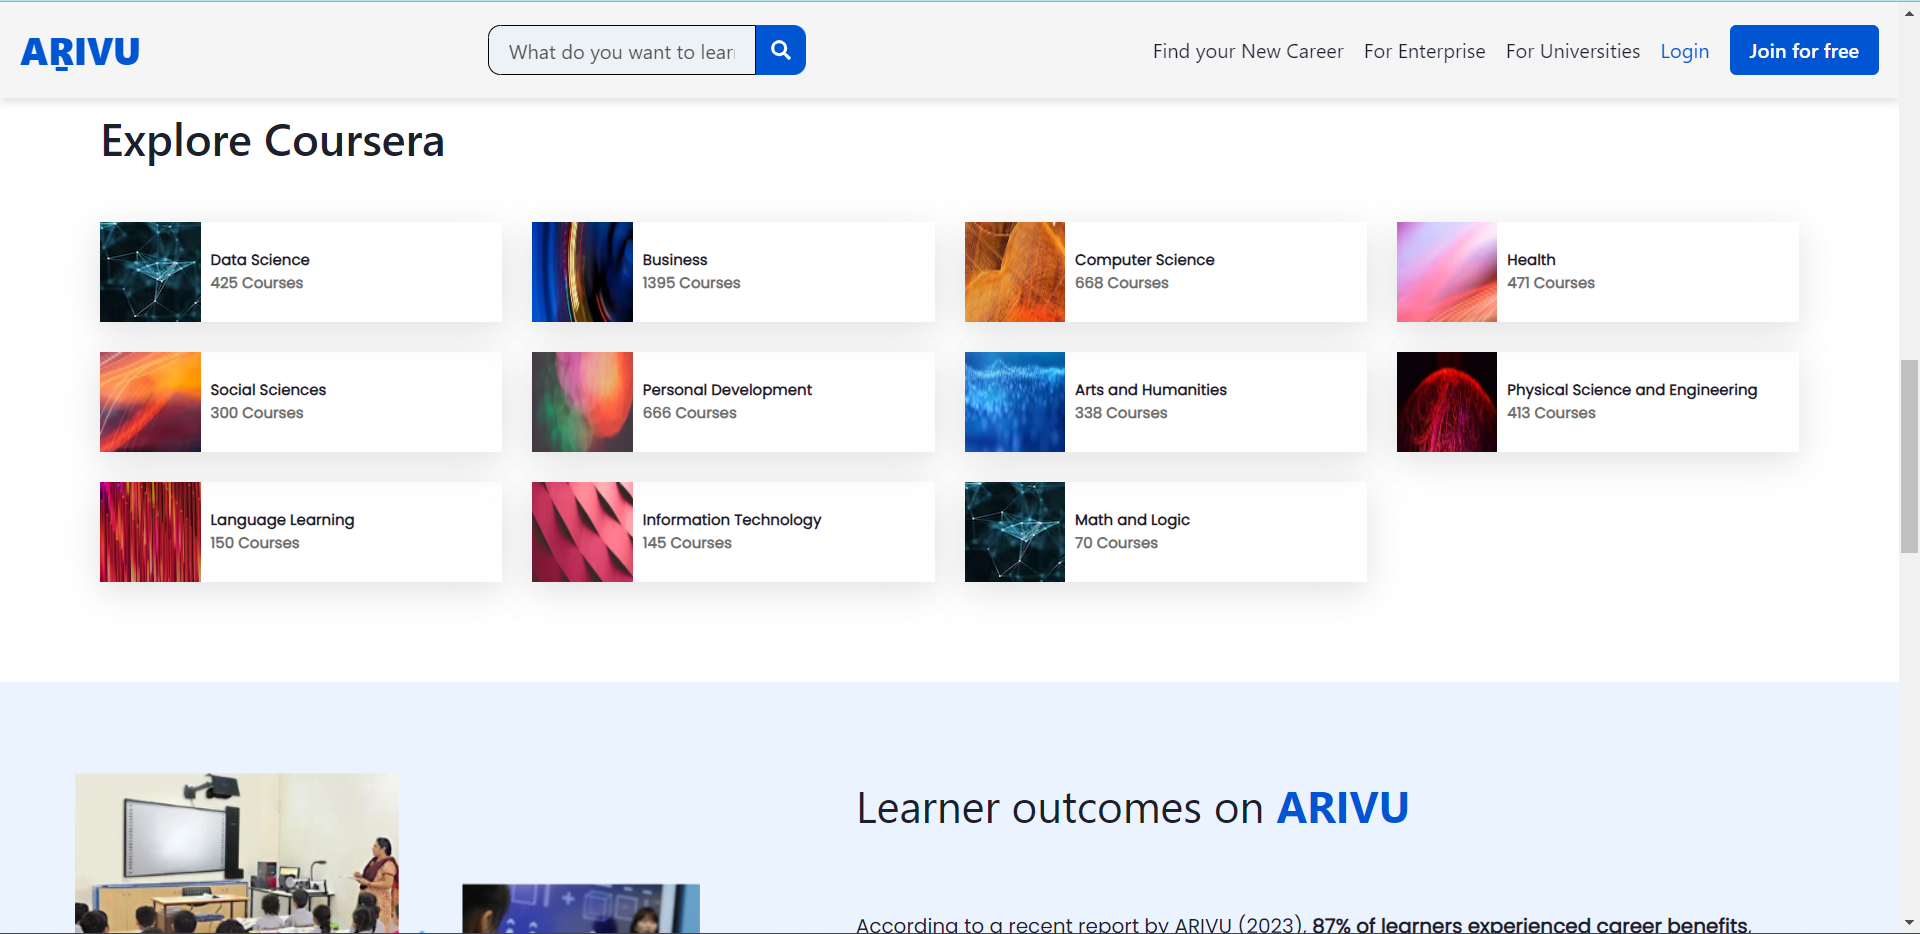 AṞIVU
What do you want to lear
Find your New Career
For Enterprise
For Universities
Login
Join for free
Explore Coursera
Data Science
425 Courses
Business
1395 Courses
Computer Science
668 Courses
Health
471 Courses
Social Sciences
300 Courses
Personal Development
666 Courses
Arts and Humanities
338 Courses
Physical Science and Engineering
413 Courses
Language Learning
150 Courses
Information Technology
145 Courses
Math and Logic
70 Courses
Learner outcomes on ARIVU
According to a recent report by ARIVU (2023), 87% of learners experienced career benefits,